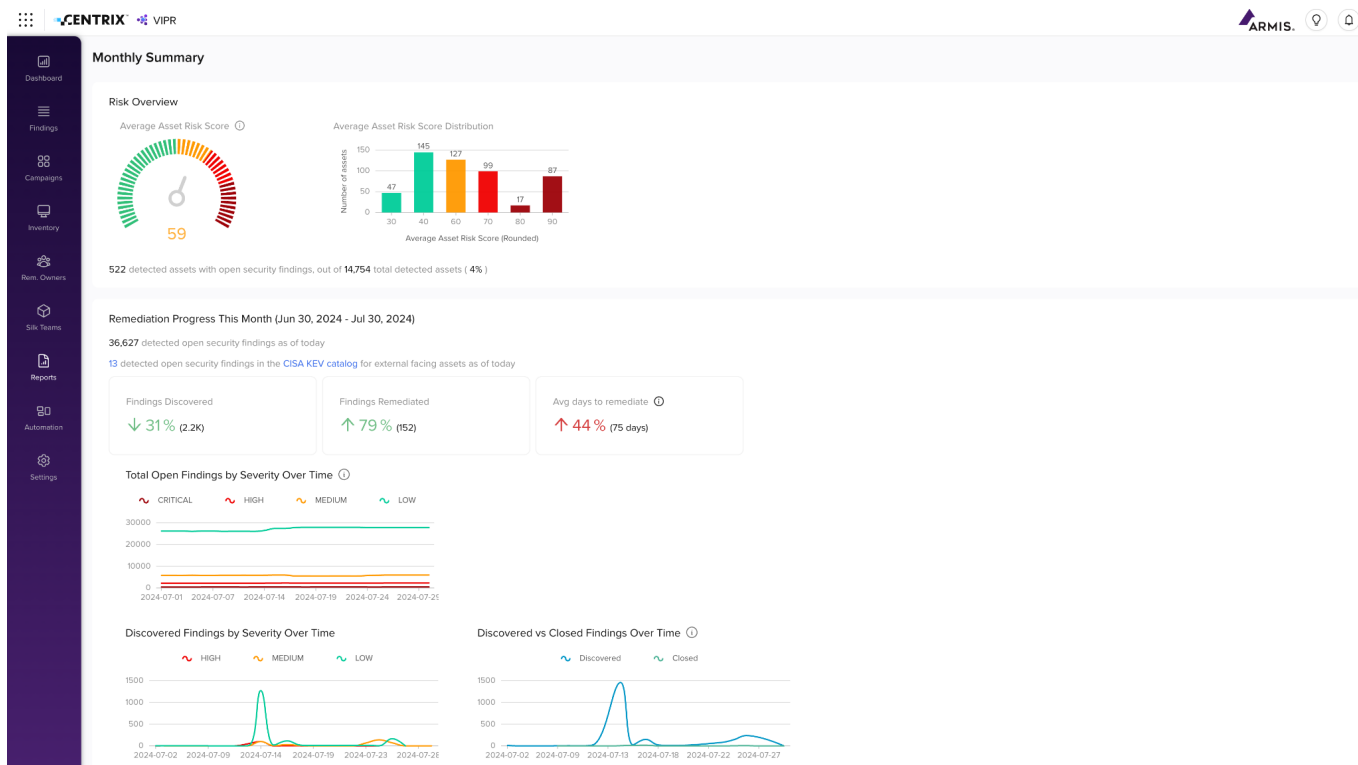 CENTRIX VIPR
ARMIS.
Dashboard
Findings
Campaigns
Inventory
Rem. Owners
Silk Teams
Reports
Automation
Settings
Monthly Summary
Risk Overview
Average Asset Risk Score
59
Average Asset Risk Score Distribution
Number of assets
150
100
50
0
47
145
127
99
17
87
30 40 60 70 80 90
Average Asset Risk Score (Rounded)
522 detected assets with open security findings, out of 14,754 total detected assets ( 4% )
Remediation Progress This Month (Jun 30, 2024 - Jul 30, 2024)
36,627 detected open security findings as of today
13 detected open security findings in the CISA KEV catalog for external facing assets as of today
Findings Discovered
31 % (2.2K)
Findings Remediated
79 % (152)
Avg days to remediate
44 % (75 days)
Total Open Findings by Severity Over Time
CRITICAL HIGH MEDIUM LOW
30000
20000
10000
0
2024-07-01 2024-07-07 2024-07-14 2024-07-19 2024-07-24 2024-07-29
Discovered Findings by Severity Over Time
HIGH MEDIUM LOW
1500
1000
500
0
2024-07-02 2024-07-09 2024-07-14 2024-07-19 2024-07-23 2024-07-28
Discovered vs Closed Findings Over Time
Discovered Closed
1500
1000
500
0
2024-07-02 2024-07-09 2024-07-13 2024-07-18 2024-07-22 2024-07-27